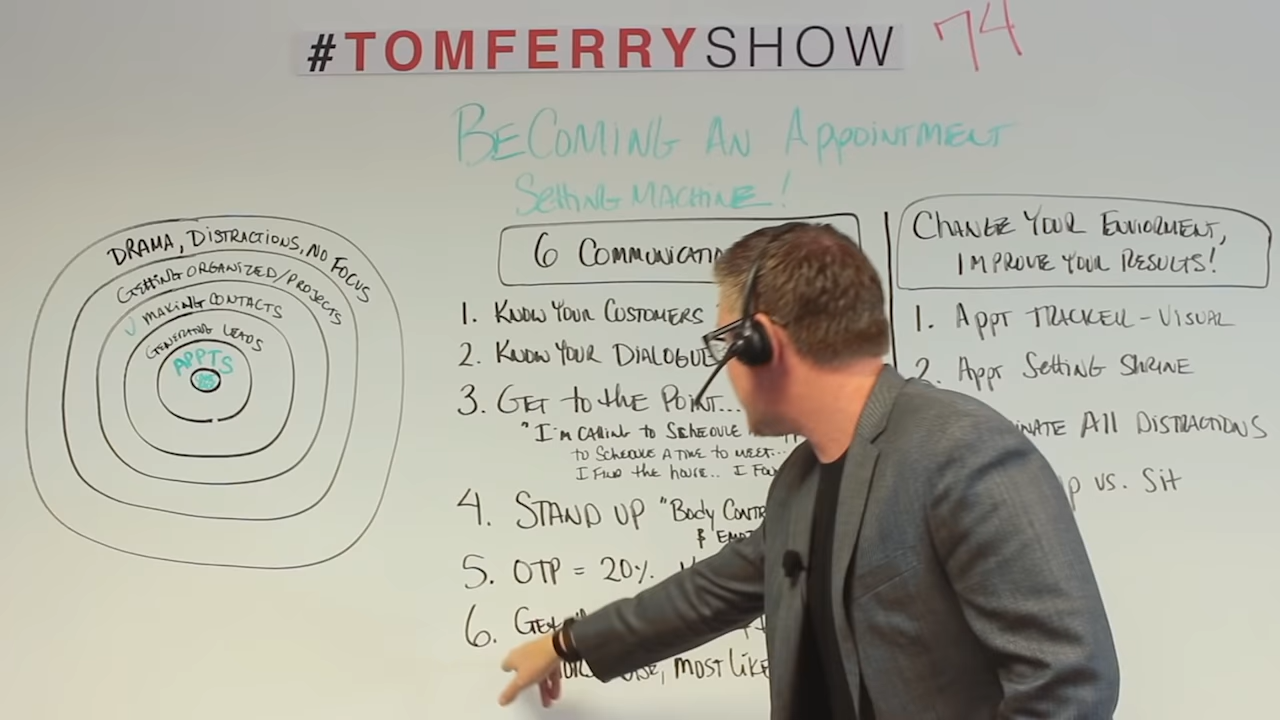 #TOMFERRYSHOW 74
BECOMING AN APPOINTMENT
SETTING MACHINE!
DRAMA, DISTRACTIONS, NO FOCUS
GETTING ORGANIZED/PROJECTS
MAKING CONTACTS
GENERATING LEADS
APPTS
6 COMMUNICATI
1. KNOW YOUR CUSTOMERS
2. KNOW YOUR DIALOGUE
3. GET TO THE POINT...
"I'M CALLING TO SCHEDULE
TO SCHEDULE A TIME TO MEET...
I FIND THE HOUSE.. I
4. STAND UP "BODY CONTR
&
5. OTP = 20%
6. GET
MOST LIKE
CHANGE YOUR ENVIORMENT,
IMPROVE YOUR RESULTS!
1. APPT TRACKER - VISUAL
2. APPT SETTING SHRINE
INATE ALL DISTRACTIONS
P VS. SIT